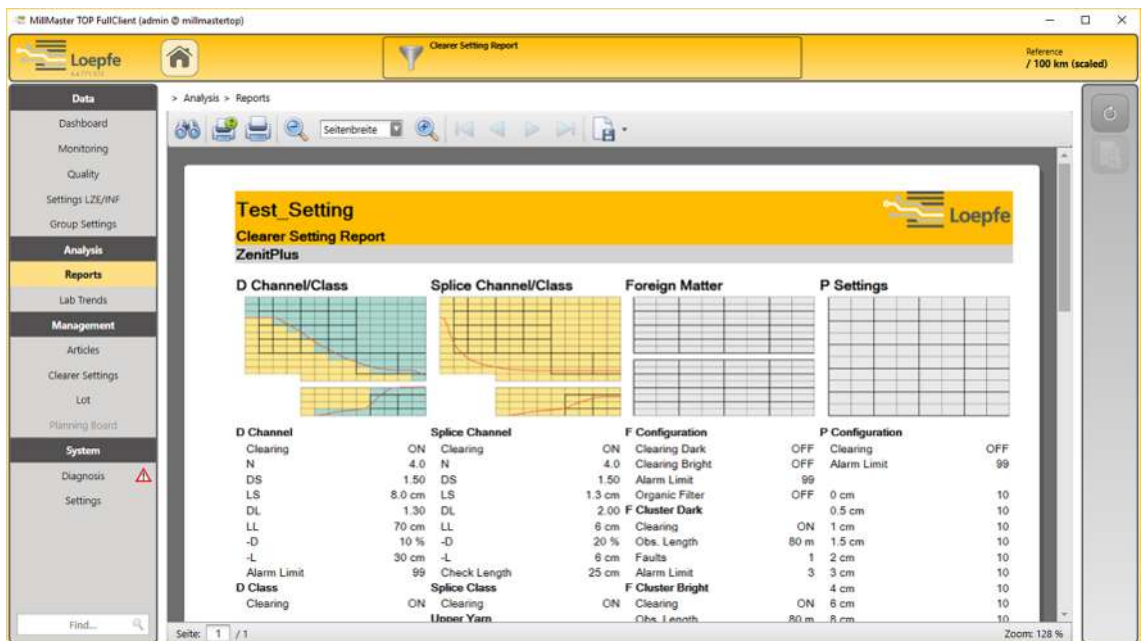 MillMaster TOP FullClient (admin @ millmastertop)
Loepfe
Clearer Setting Report
Reference
/ 100 km (scaled)
Data
Dashboard
Monitoring
Quality
Settings LZE/INF
Group Settings
Analysis
Reports
Lab Trends
Management
Articles
Clearer Settings
Lot
Planning Board
System
Diagnosis
Settings
Find...
> Analysis > Reports
Seitenbreite
Test_Setting
Loepfe
Clearer Setting Report
ZenitPlus
D Channel/Class Splice Channel/Class Foreign Matter P Settings
D Channel Splice Channel F Configuration P Configuration
Clearing ON Clearing ON Clearing Dark OFF Clearing OFF
N 4.0 N 4.0 Clearing Bright OFF Alarm Limit 99
DS 1.50 DS 1.50 Alarm Limit 99
LS 8.0 cm LS 1.3 cm Organic Filter OFF 0 cm 10
DL 1.30 DL 2.00 F Cluster Dark 0.5 cm 10
LL 70 cm LL 6 cm Clearing ON 1 cm 10
-D 10 % -D 20 % Obs. Length 80 m 1.5 cm 10
-L 30 cm -L 6 cm Faults 1 2 cm 10
Alarm Limit 99 Check Length 25 cm Alarm Limit 3 3 cm 10
D Class Splice Class F Cluster Bright 4 cm 10
Clearing ON Clearing ON Clearing ON 6 cm 10
Upper Yarn Obs. Length 80 m 8 cm 10
Seite: 1 / 1 Zoom: 128 %